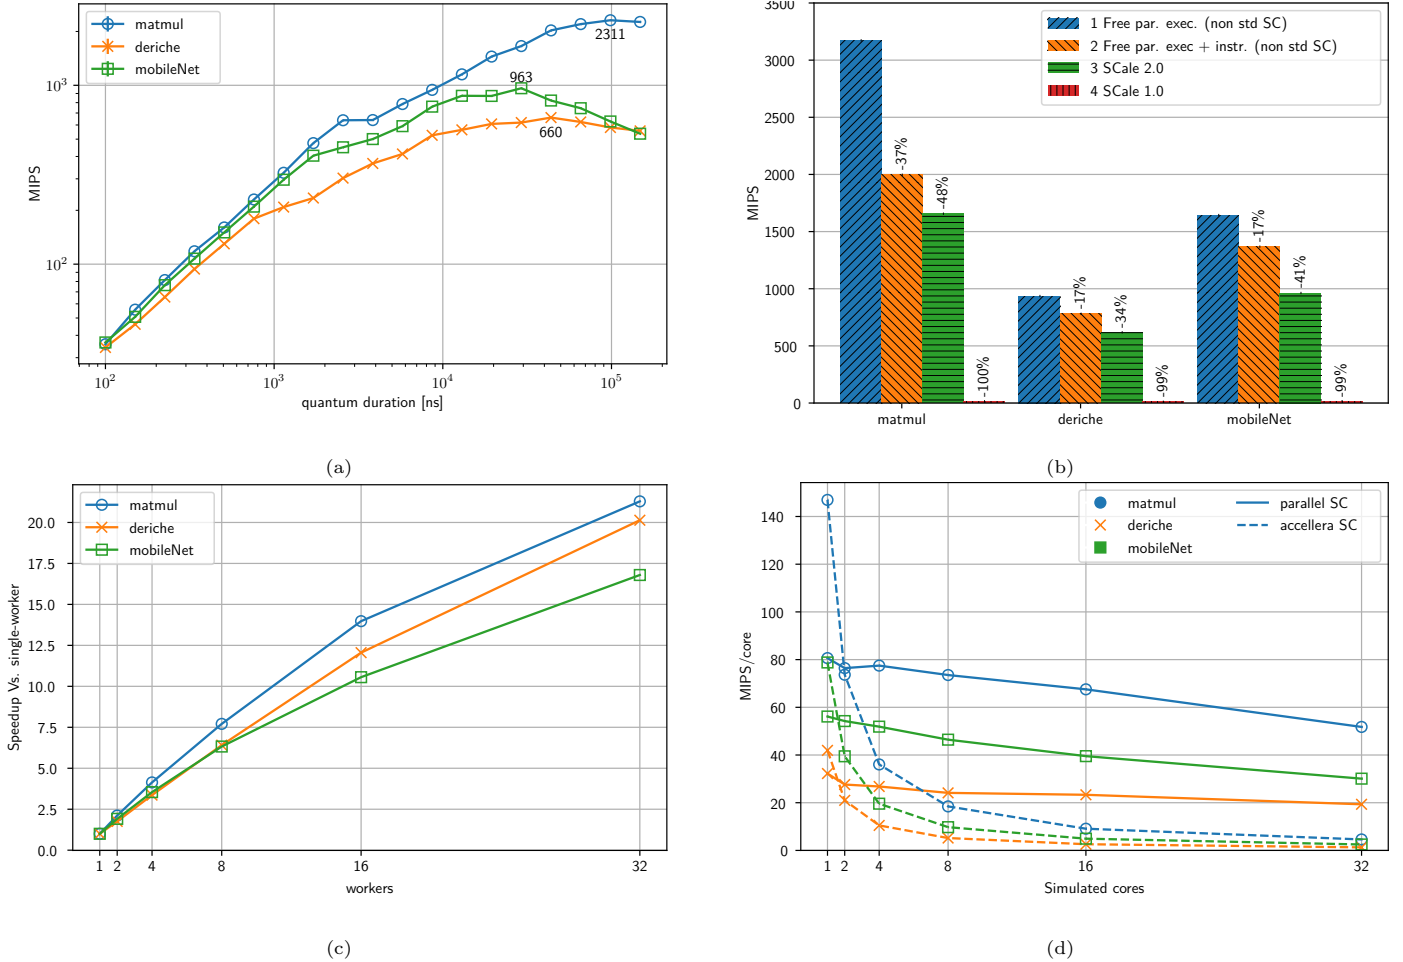 matmul
deriche
mobileNet
2311
963
660
10³
10²
MIPS
10²
10³
10⁴
10⁵
quantum duration [ns]
(a)
3500
3000
2500
2000
1500
1000
500
0
MIPS
1 Free par. exec. (non std SC)
2 Free par. exec + instr. (non std SC)
3 SCale 2.0
4 SCale 1.0
-37%
-48%
-100%
-17%
-34%
-99%
-17%
-41%
-99%
matmul
deriche
mobileNet
(b)
matmul
deriche
mobileNet
20.0
17.5
15.0
12.5
10.0
7.5
5.0
2.5
0.0
Speedup Vs. single-worker
1
2
4
8
16
32
workers
(c)
matmul
deriche
mobileNet
parallel SC
accellera SC
140
120
100
80
60
40
20
0
MIPS/core
1
2
4
8
16
32
Simulated cores
(d)